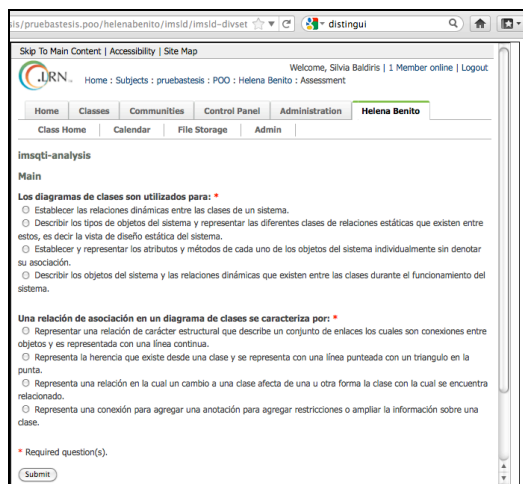 sis/pruebastesis.poo/helenabenito/imsld/imsld-divset
distingui
Skip To Main Content | Accessibility | Site Map
Welcome, Silvia Baldiris | 1 Member online | Logout
.LRN
Home : Subjects : pruebastesis : POO : Helena Benito : Assessment
Home Classes Communities Control Panel Administration Helena Benito
Class Home Calendar File Storage Admin
imsqti-analysis
Main
Los diagramas de clases son utilizados para: *
Establecer las relaciones dinámicas entre las clases de un sistema.
Describir los tipos de objetos del sistema y representar las diferentes clases de relaciones estáticas que existen entre
estos, es decir la vista de diseño estática del sistema.
Establecer y representar los atributos y métodos de cada uno de los objetos del sistema individualmente sin denotar
su asociación.
Describir los objetos del sistema y las relaciones dinámicas que existen entre las clases durante el funcionamiento del
sistema.
Una relación de asociación en un diagrama de clases se caracteriza por: *
Representar una relación de carácter estructural que describe un conjunto de enlaces los cuales son conexiones entre
objetos y es representada con una línea continua.
Representa la herencia que existe desde una clase y se represente con una línea punteada con un triangulo en la
punta.
Representa una relación en la cual un cambio a una clase afecta de una u otra forma la clase con la cual se encuentra
relacionado.
Representa una conexión para agregar una anotación para agregar restricciones o ampliar la información sobre una
clase.
* Required question(s).
Submit